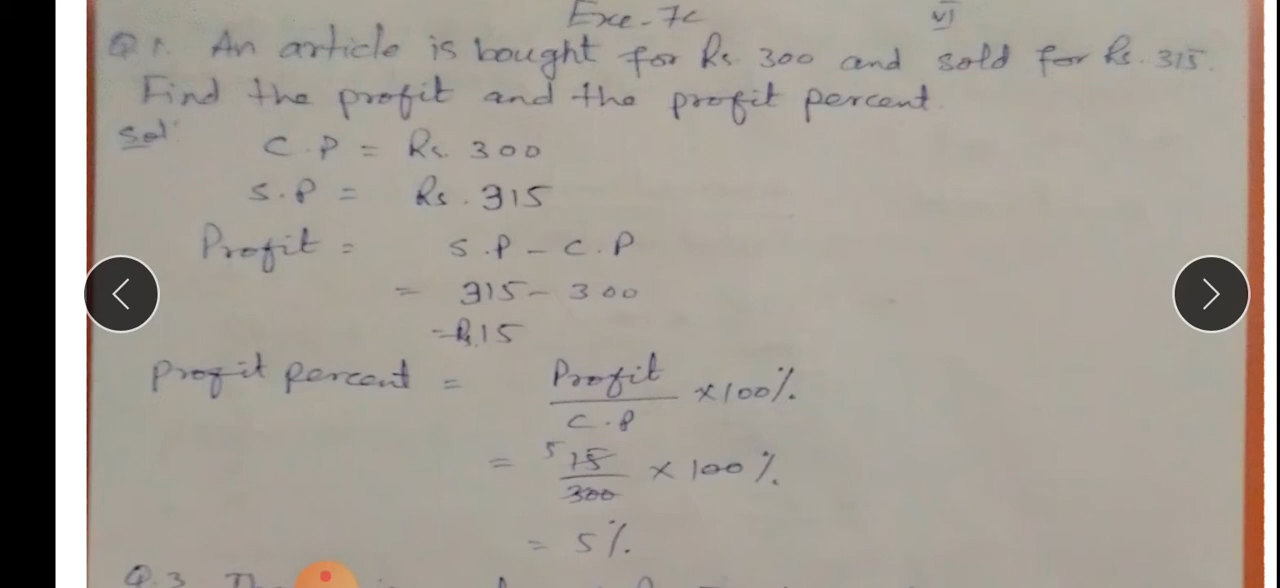 Exe-7c
vj
Q1. An article is bought for Rs. 300 and sold for Rs. 315.
Find the profit and the profit percent
Sol:
C.P = Rs. 300
S.P = Rs. 315
Profit = S.P - C.P
= 315 - 300
= Rs. 15
Profit percent = Profit / C.P × 100%.
= 5 15 / 300 × 100%.
= 5%.
Q.3